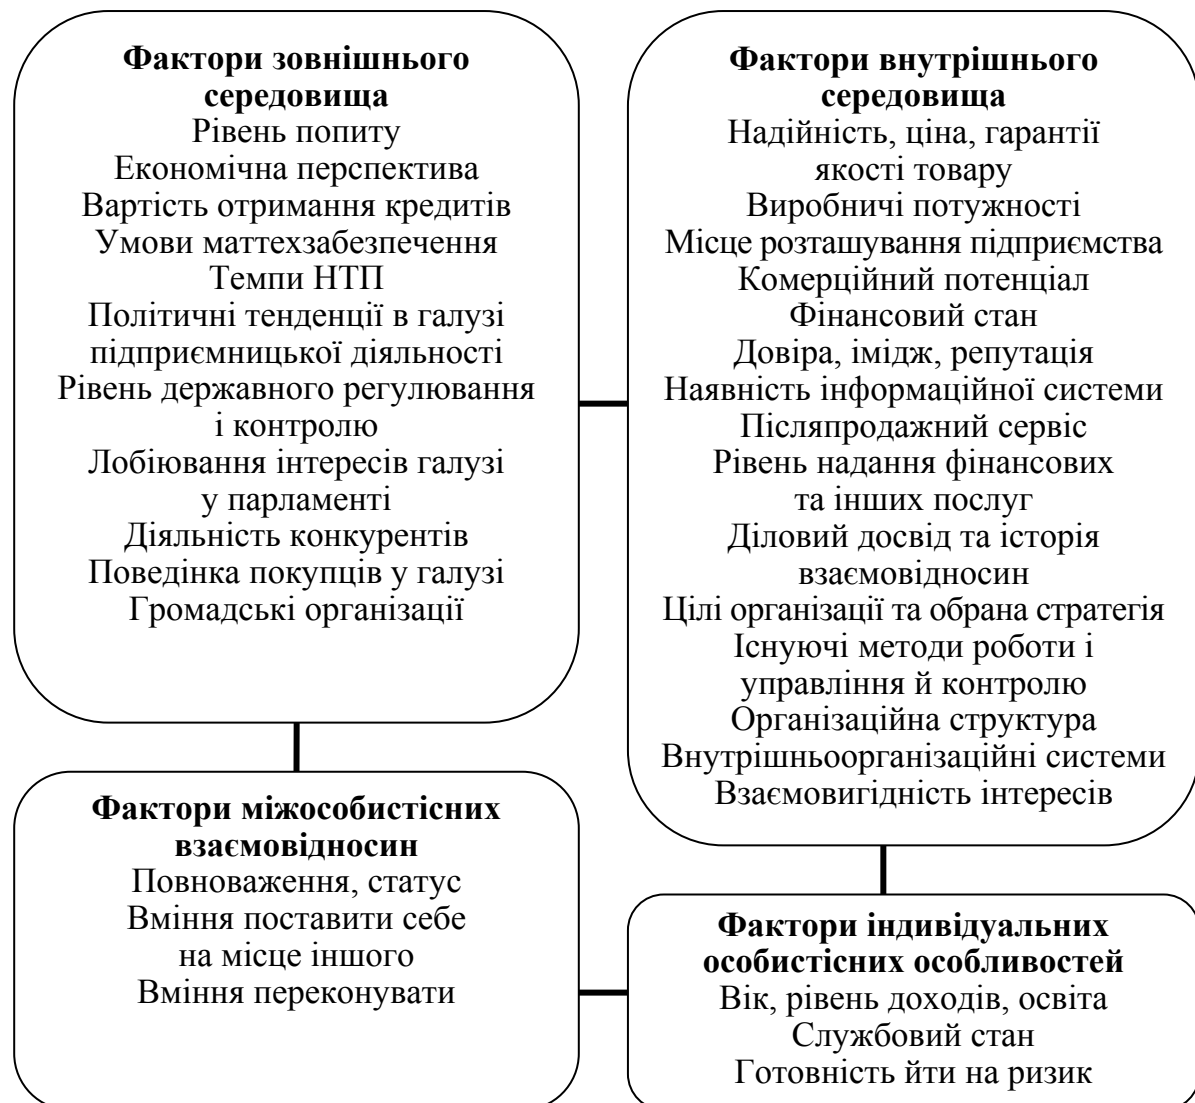 Фактори зовнішнього
середовища
Рівень попиту
Економічна перспектива
Вартість отримання кредитів
Умови маттехзабезпечення
Темпи НТП
Політичні тенденції в галузі
підприємницької діяльності
Рівень державного регулювання
і контролю
Лобіювання інтересів галузі
у парламенті
Діяльність конкурентів
Поведінка покупців у галузі
Громадські організації
Фактори внутрішнього
середовища
Надійність, ціна, гарантії
якості товару
Виробничі потужності
Місце розташування підприємства
Комерційний потенціал
Фінансовий стан
Довіра, імідж, репутація
Наявність інформаційної системи
Післяпродажний сервіс
Рівень надання фінансових
та інших послуг
Діловий досвід та історія
взаємовідносин
Цілі організації та обрана стратегія
Існуючі методи роботи і
управління й контролю
Організаційна структура
Внутрішньоорганізаційні системи
Взаємовигідність інтересів
Фактори міжособистісних
взаємовідносин
Повноваження, статус
Вміння поставити себе
на місце іншого
Вміння переконувати
Фактори індивідуальних
особистісних особливостей
Вік, рівень доходів, освіта
Службовий стан
Готовність йти на ризик